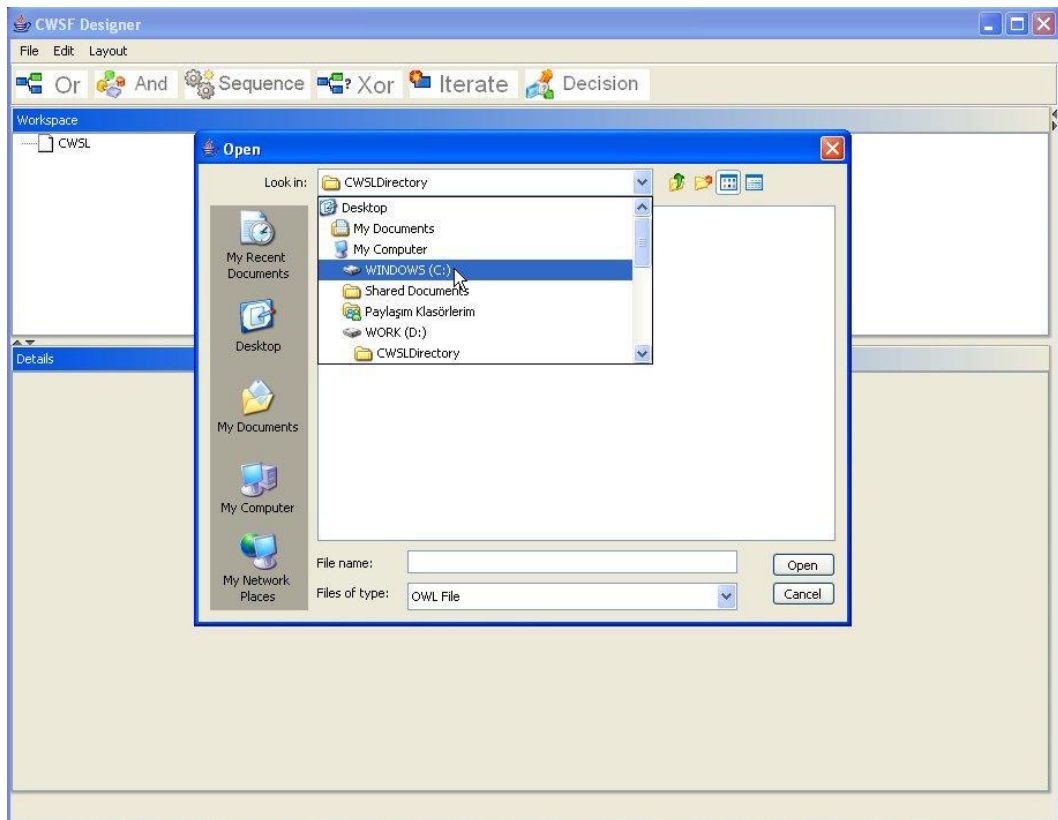 CWSF Designer
File Edit Layout
Or And Sequence Xor Iterate Decision
Workspace
CWSL
Open
Look in: CWSLDirectory
Desktop
My Documents
My Computer
WINDOWS (C:)
Shared Documents
Paylaşım Klasörlerim
WORK (D:)
CWSLDirectory
My Recent
Documents
Desktop
My Documents
My Computer
My Network
Places
Details
File name:
Open
Files of type: OWL File
Cancel